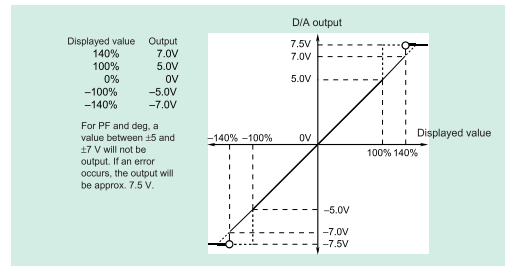 Displayed value Output
140% 7.0V
100% 5.0V
0% 0V
−100% −5.0V
−140% −7.0V
For PF and deg, a
value between ±5 and
±7 V will not be
output. If an error
occurs, the output will
be approx. 7.5 V.
D/A output
7.5V
7.0V
5.0V
−140% −100% 0V
Displayed value
100% 140%
−5.0V
−7.0V
−7.5V